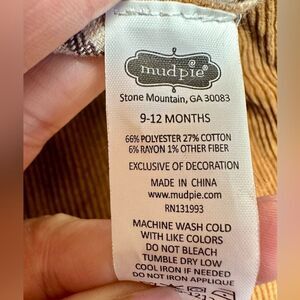 mudpie®
Stone Mountain, GA 30083
9-12 MONTHS
66% POLYESTER 27% COTTON
6% RAYON 1% OTHER FIBER
EXCLUSIVE OF DECORATION
MADE IN CHINA
www.mudpie.com
RN131993
MACHINE WASH COLD
WITH LIKE COLORS
DO NOT BLEACH
TUMBLE DRY LOW
COOL IRON IF NEEDED
DO NOT IRON APPLIQUE